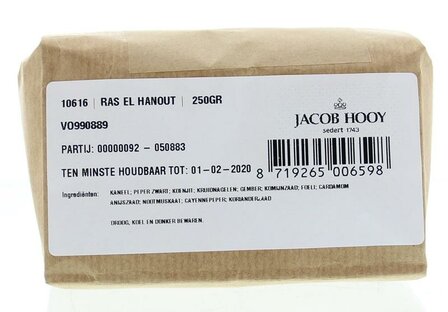 10616 | RAS EL HANOUT | 250GR
VO990889
PARTIJ: 00000092 - 050883
TEN MINSTE HOUDBAAR TOT: 01-02-2020
Ingrediënten:
KANEEL; PEPER ZWART; KOENJIT; KRUIDNAGELEN; GEMBER; KOMIJNZAAD; FOELI; CARDAMOM
ANIJSZAAD; NOOTMUSKAAT; CAYENNEPEPER; KORIANDERZAAD
DROOG, KOEL EN DONKER BEWAREN.
JACOB HOOY
sedert 1743
8 719265 006598